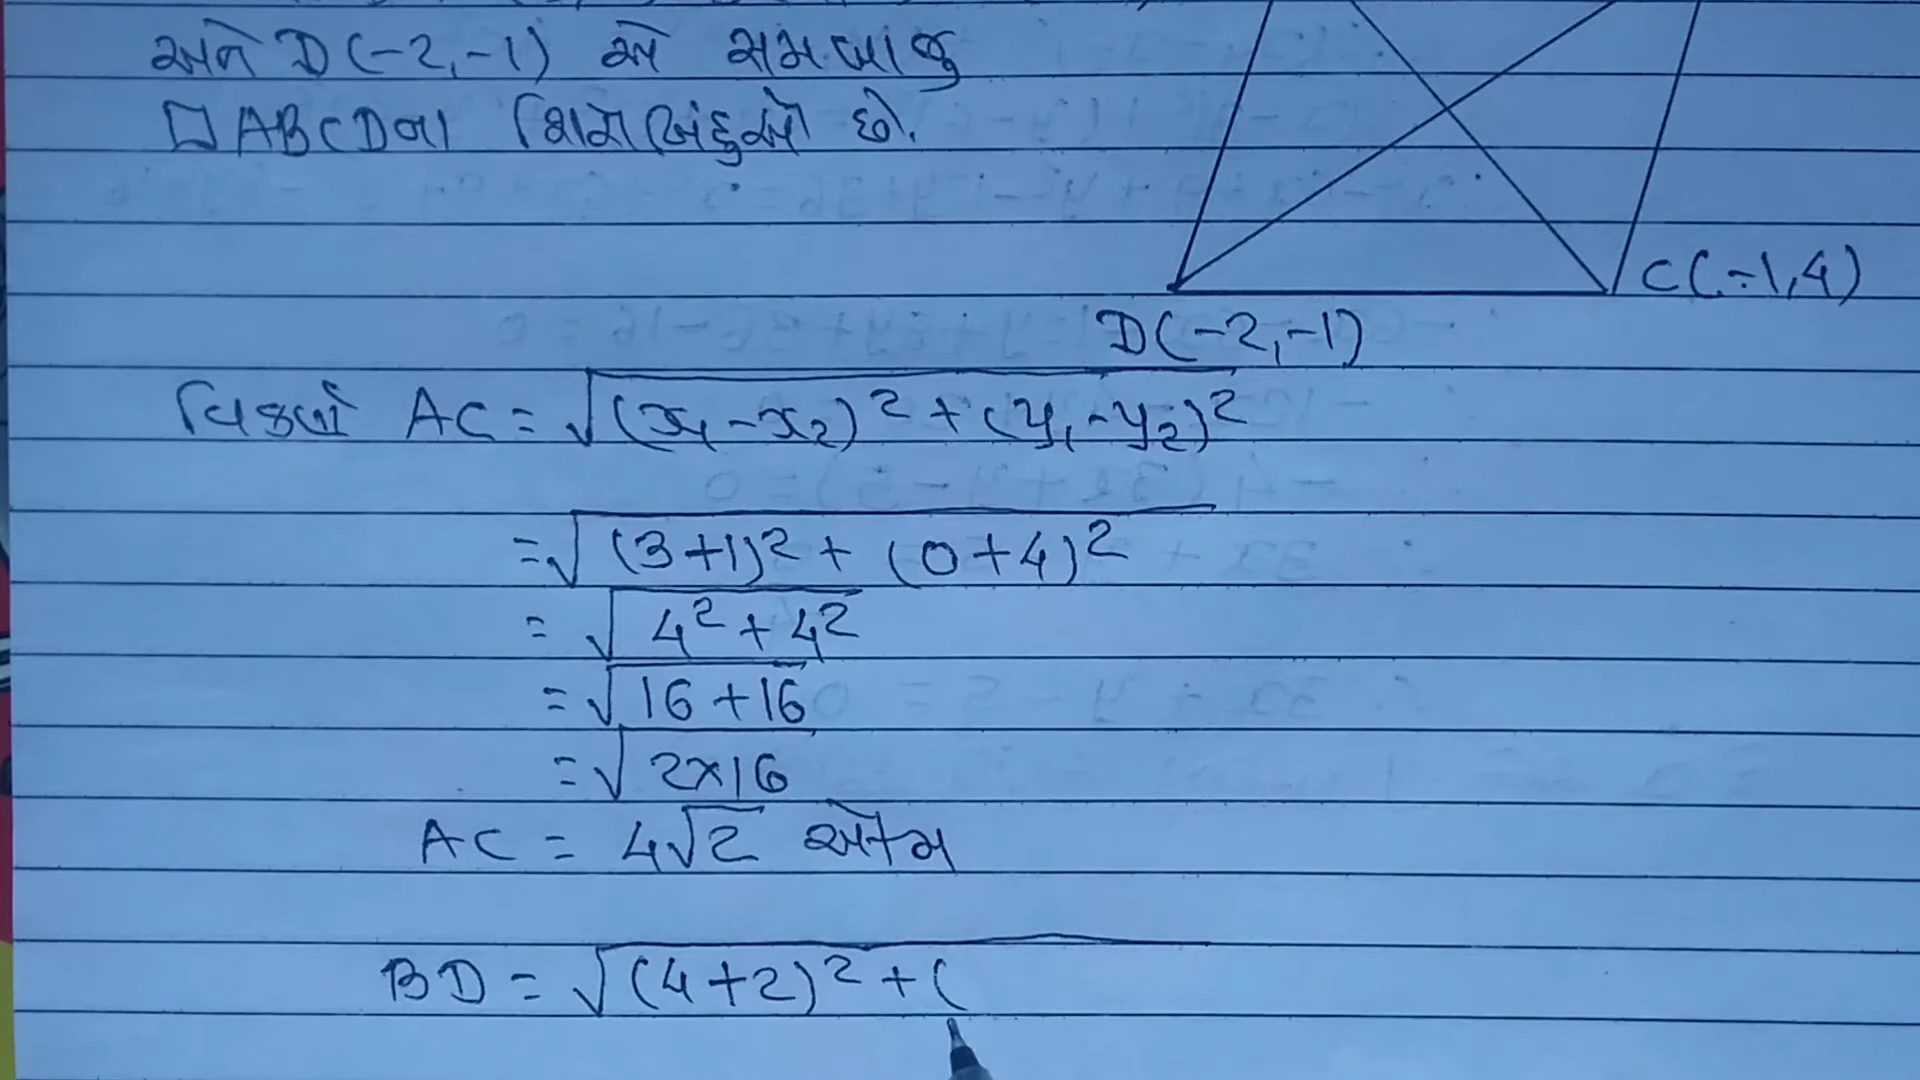 અને D(-2,-1) એ સમબાજુ
□ABCDના શિરોબિંદુઓ છે.
C(-1,4)
D(-2,-1)
વિકર્ણ AC = √(x₁-x₂)² + (y₁-y₂)²
= √(3+1)² + (0+4)²
= √4² + 4²
= √16+16
= √2×16
AC = 4√2 એકમ
BD = √(4+2)² + (